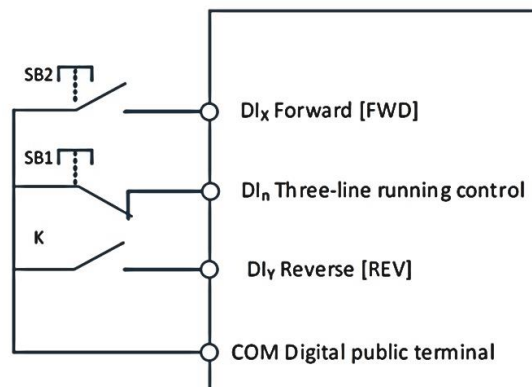 SB2
DIX Forward [FWD]
SB1
DIn Three-line running control
K
DIY Reverse [REV]
COM Digital public terminal